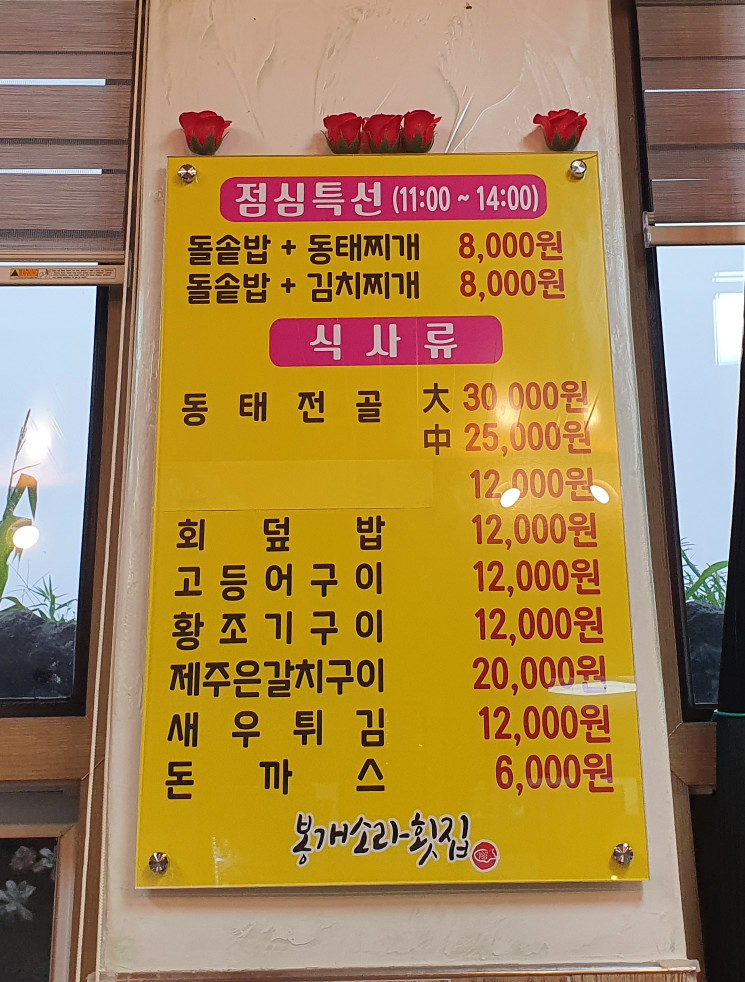 점심특선 (11:00 ~ 14:00)
돌솥밥 + 동태찌개 8,000원
돌솥밥 + 김치찌개 8,000원
식사류
동태전골 大 30,000원
中 25,000원
12,000원
회덮밥 12,000원
고등어구이 12,000원
황조기구이 12,000원
제주은갈치구이 20,000원
새우튀김 12,000원
돈까스 6,000원
봉개소라횟집
WARNING